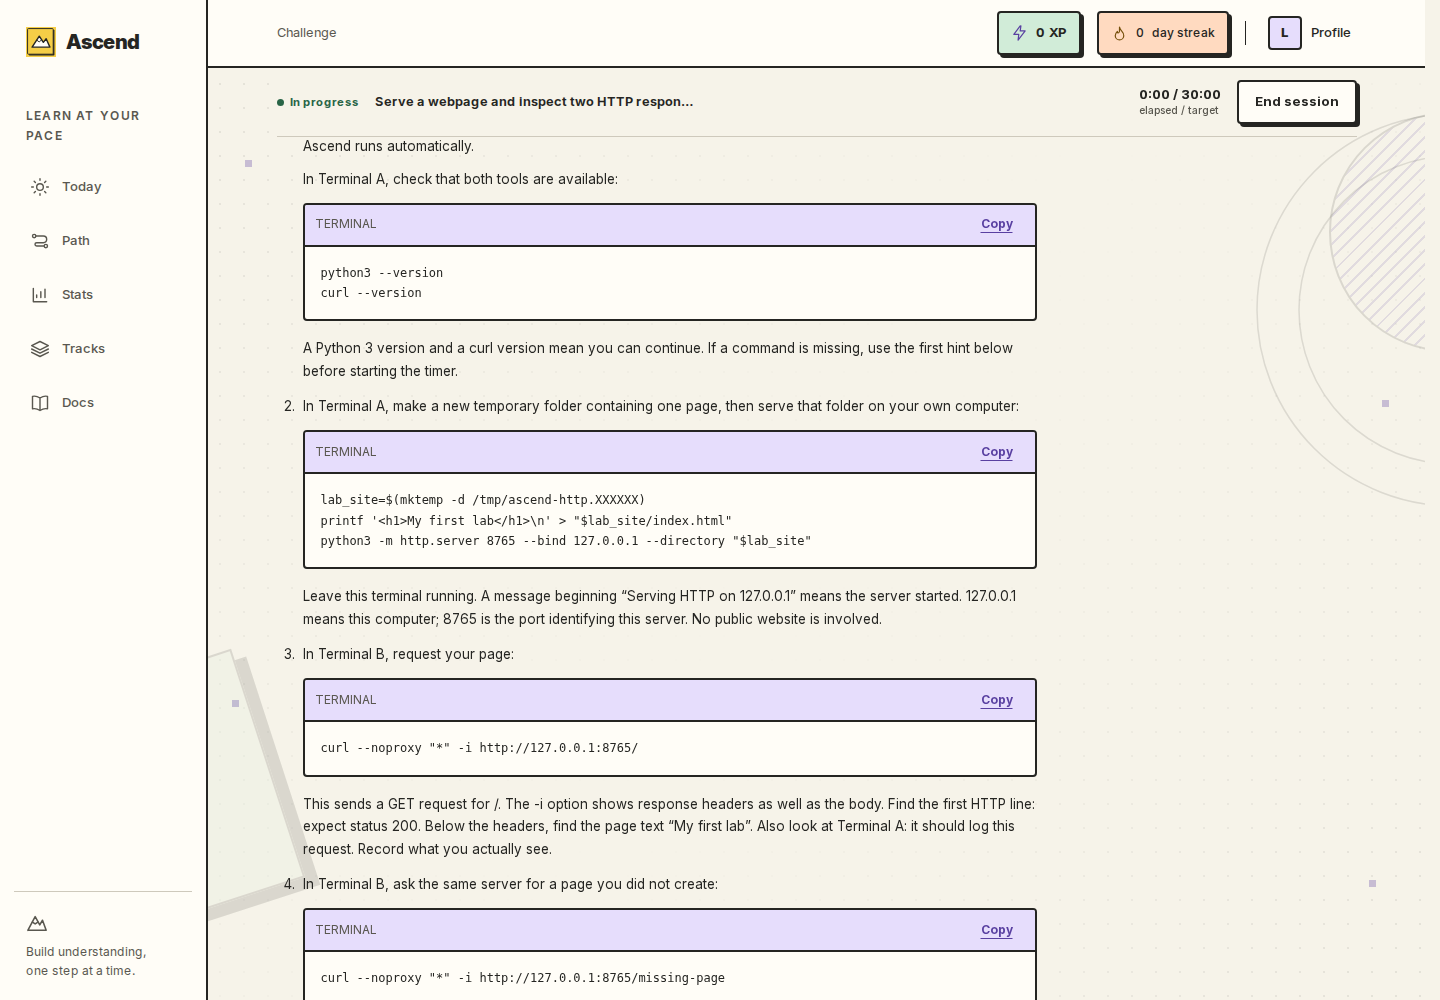 Ascend
LEARN AT YOUR
PACE
Today
Path
Stats
Tracks
Docs
Build understanding,
one step at a time.
Challenge
0 XP
0 day streak
L
Profile
In progress
Serve a webpage and inspect two HTTP respon...
0:00 / 30:00
elapsed / target
End session
Ascend runs automatically.
In Terminal A, check that both tools are available:
TERMINAL
Copy
python3 --version
curl --version
A Python 3 version and a curl version mean you can continue. If a command is missing, use the first hint below
before starting the timer.
2. In Terminal A, make a new temporary folder containing one page, then serve that folder on your own computer:
TERMINAL
Copy
lab_site=$(mktemp -d /tmp/ascend-http.XXXXXX)
printf '<h1>My first lab</h1>\n' > "$lab_site/index.html"
python3 -m http.server 8765 --bind 127.0.0.1 --directory "$lab_site"
Leave this terminal running. A message beginning “Serving HTTP on 127.0.0.1” means the server started. 127.0.0.1
means this computer; 8765 is the port identifying this server. No public website is involved.
3. In Terminal B, request your page:
TERMINAL
Copy
curl --noproxy "*" -i http://127.0.0.1:8765/
This sends a GET request for /. The -i option shows response headers as well as the body. Find the first HTTP line:
expect status 200. Below the headers, find the page text “My first lab”. Also look at Terminal A: it should log this
request. Record what you actually see.
4. In Terminal B, ask the same server for a page you did not create:
TERMINAL
Copy
curl --noproxy "*" -i http://127.0.0.1:8765/missing-page